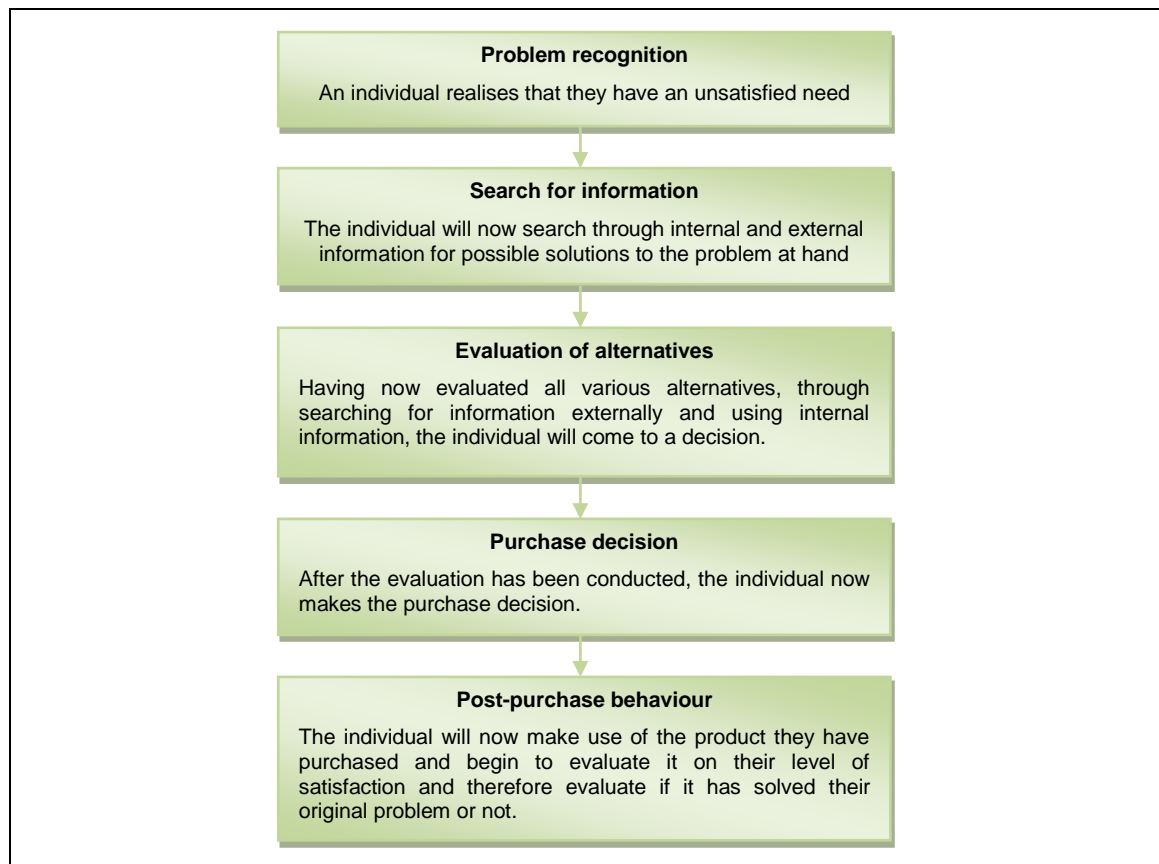 Problem recognition
An individual realises that they have an unsatisfied need
Search for information
The individual will now search through internal and external
information for possible solutions to the problem at hand
Evaluation of alternatives
Having now evaluated all various alternatives, through
searching for information externally and using internal
information, the individual will come to a decision.
Purchase decision
After the evaluation has been conducted, the individual now
makes the purchase decision.
Post-purchase behaviour
The individual will now make use of the product they have
purchased and begin to evaluate it on their level of
satisfaction and therefore evaluate if it has solved their
original problem or not.